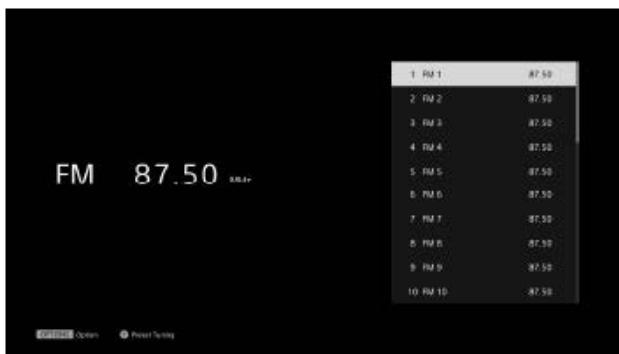 FM 87.50 MHz
1 FM 1 87.50
2 FM 2 87.50
3 FM 3 87.50
4 FM 4 87.50
5 FM 5 87.50
6 FM 6 87.50
7 FM 7 87.50
8 FM 8 87.50
9 FM 9 87.50
10 FM 10 87.50
OPTIONS Option Preset Tuning